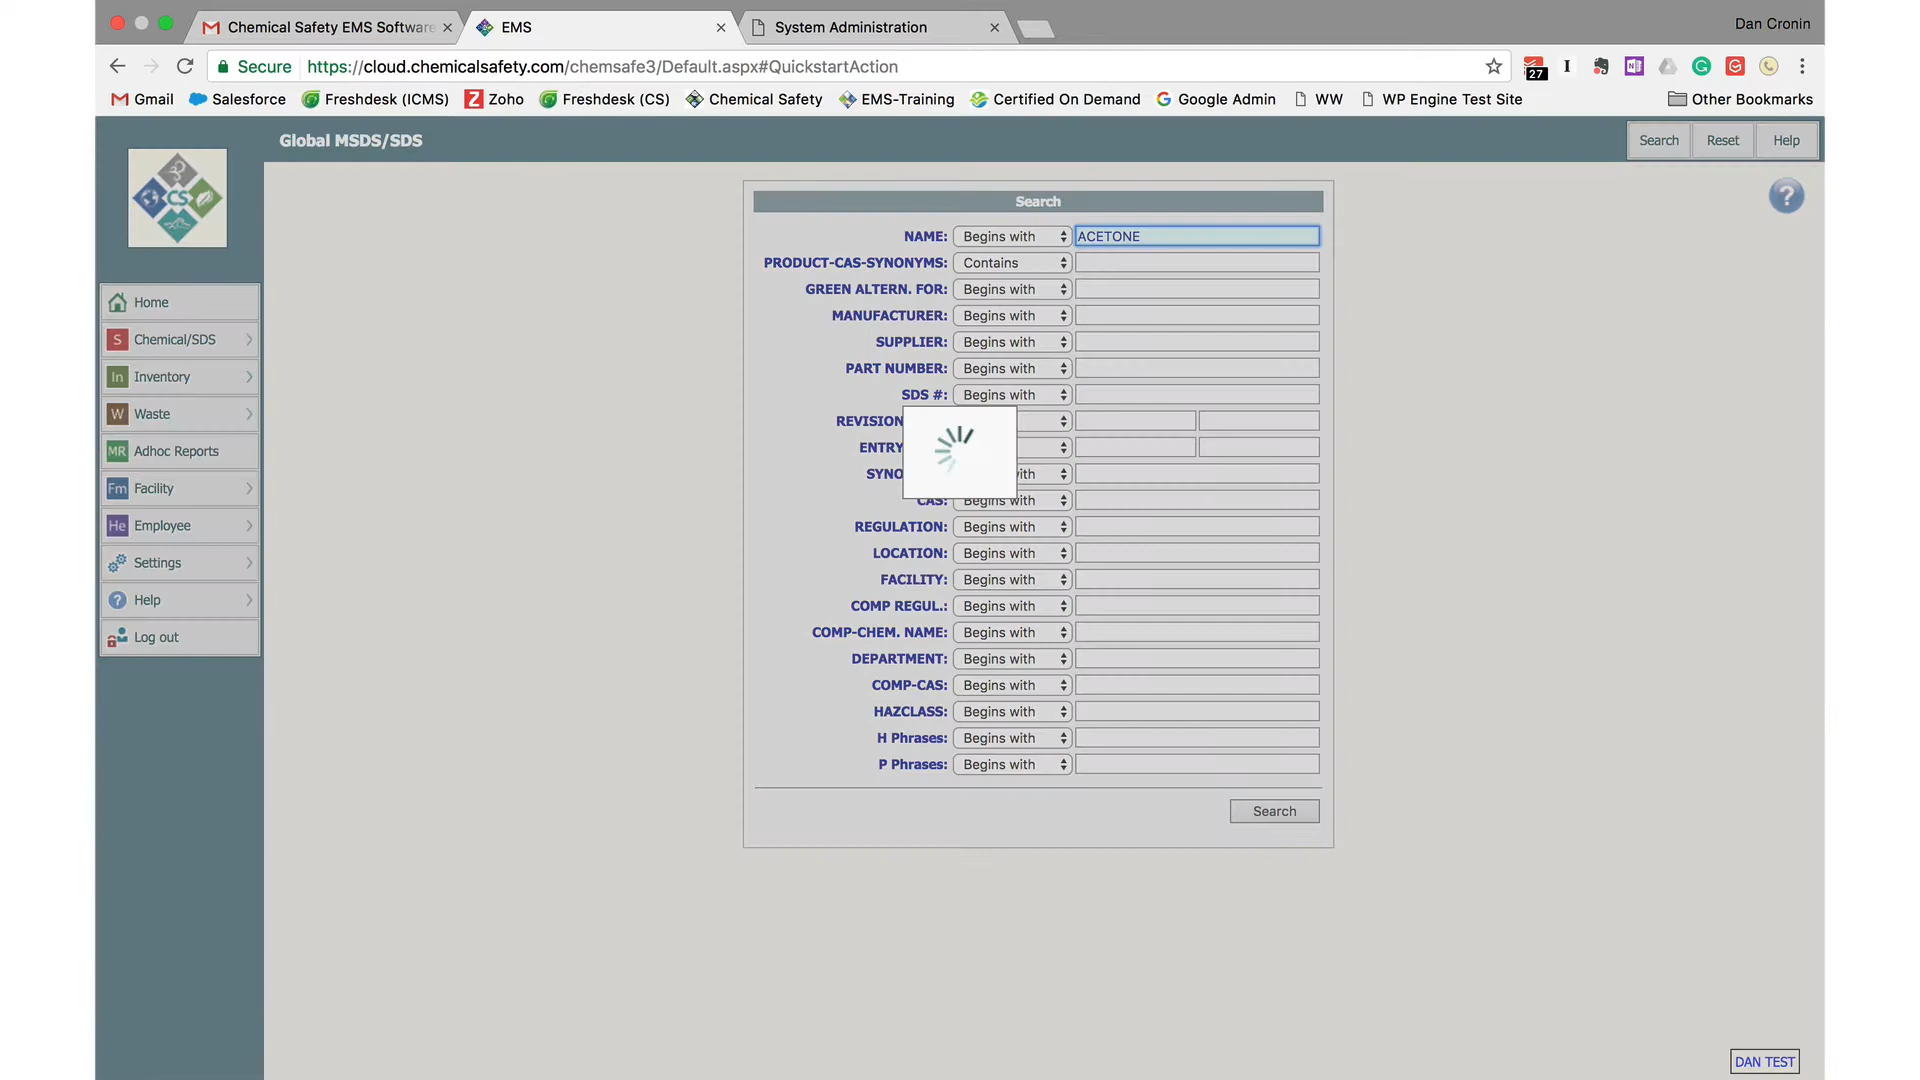 Chemical Safety EMS Software
EMS
System Administration
Dan Cronin
Secure https://cloud.chemicalsafety.com/chemsafe3/Default.aspx#QuickstartAction
27
Gmail Salesforce Freshdesk (ICMS) Zoho Freshdesk (CS) Chemical Safety EMS-Training Certified On Demand Google Admin WW WP Engine Test Site Other Bookmarks
Global MSDS/SDS
Search Reset Help
CS
Home
S Chemical/SDS
In Inventory
W Waste
MR Adhoc Reports
Fm Facility
He Employee
Settings
? Help
Log out
?
Search
NAME: Begins with ACETONE
PRODUCT-CAS-SYNONYMS: Contains
GREEN ALTERN. FOR: Begins with
MANUFACTURER: Begins with
SUPPLIER: Begins with
PART NUMBER: Begins with
SDS #: Begins with
REVISION
ENTRY
SYNO
CAS: Begins with
REGULATION: Begins with
LOCATION: Begins with
FACILITY: Begins with
COMP REGUL.: Begins with
COMP-CHEM. NAME: Begins with
DEPARTMENT: Begins with
COMP-CAS: Begins with
HAZCLASS: Begins with
H Phrases: Begins with
P Phrases: Begins with
Search
DAN TEST